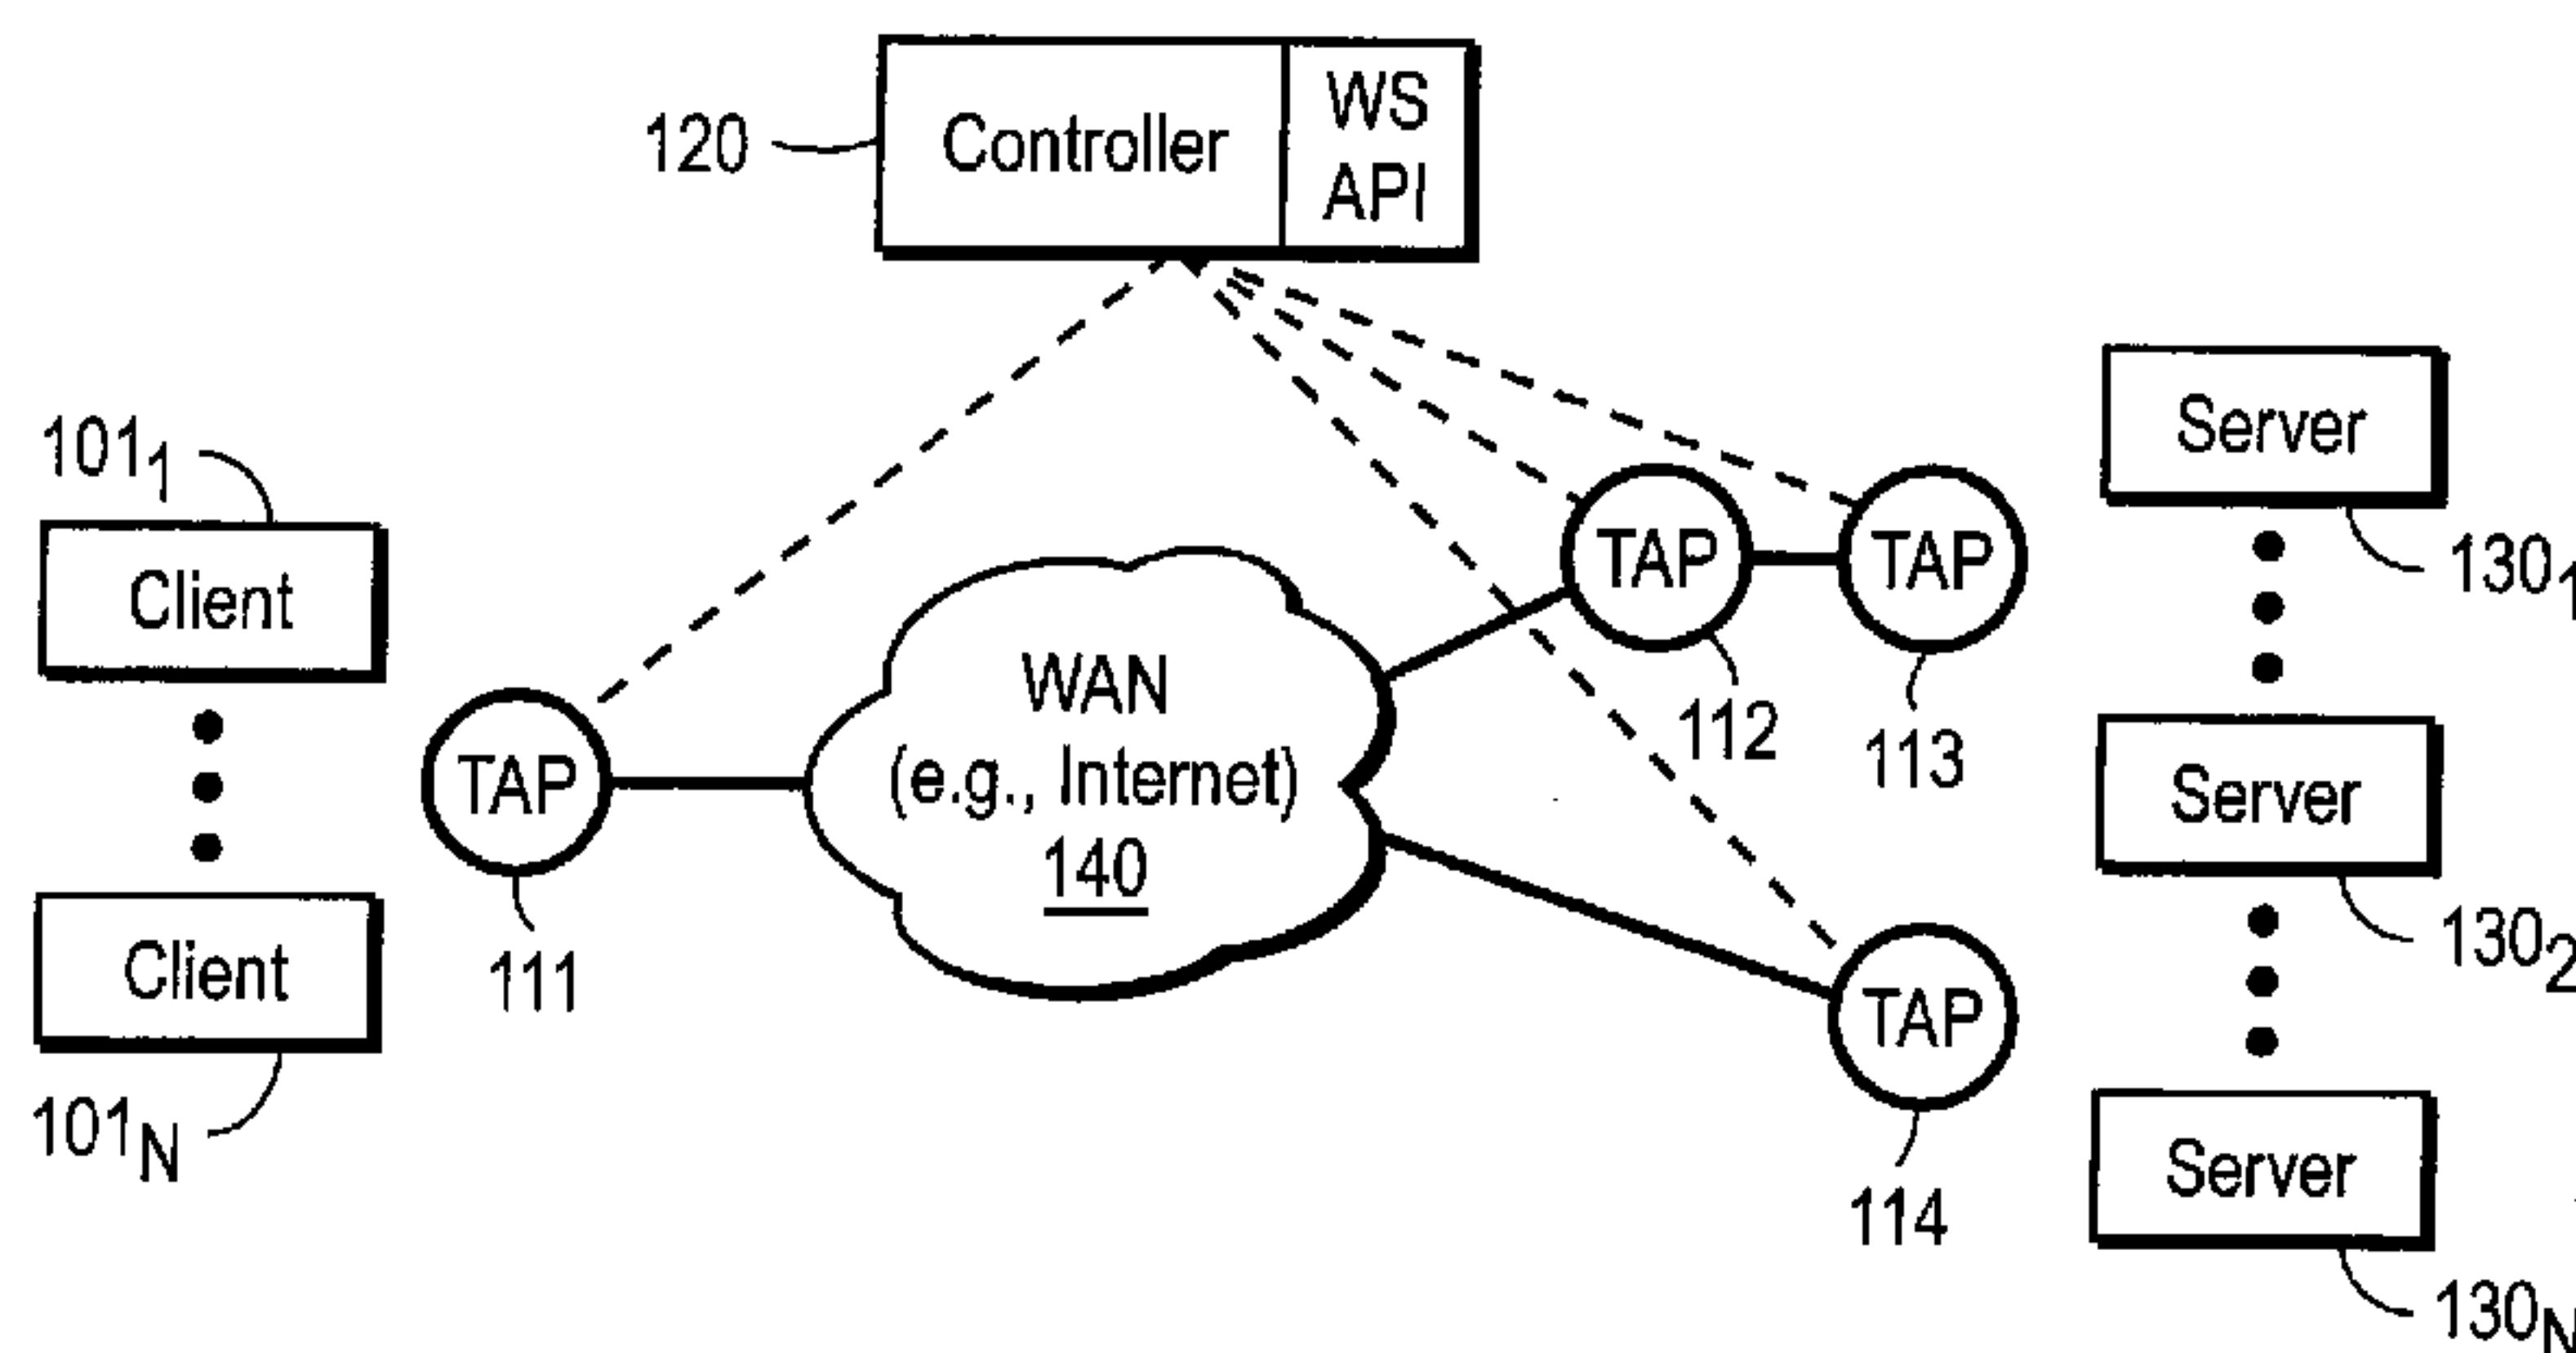 120
Controller
WS
API
101₁
Client
Client
101N
TAP
111
WAN
(e.g., Internet)
140
TAP
112
TAP
113
TAP
114
Server
130₁
Server
130₂
Server
130N